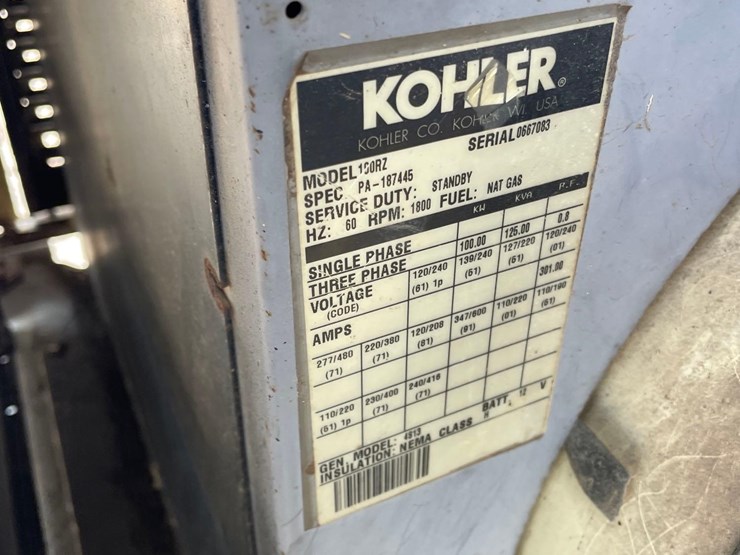 KOHLER®
KOHLER CO. KOHLER WI. USA
MODEL 100RZ SERIAL 0667083
SPEC PA-187445
SERVICE DUTY: STANDBY
HZ: 60 RPM: 1800 FUEL: NAT GAS
KW KVA P.F.
SINGLE PHASE
THREE PHASE 100.00 125.00 0.8
VOLTAGE 120/240 139/240 127/220 120/240
(CODE) (61) 1p (61) (61) (01)
AMPS 301.00
277/480 220/380 120/208 347/600 110/220 110/190
(71) (71) (81) (91) (01) (61)
110/220 230/400 240/416
(61) 1p (71) (71)
BATT. 12 V
GEN MODEL: 4S13
INSULATION: NEMA CLASS H